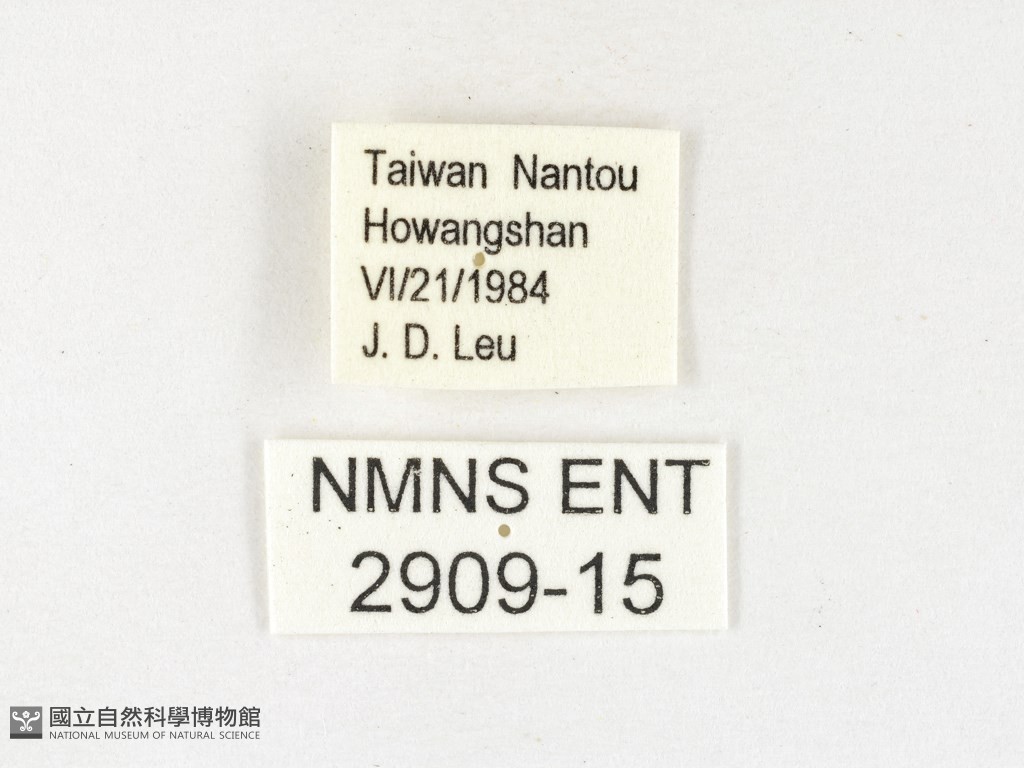 Taiwan Nantou
Howangshan
VI/21/1984
J. D. Leu
NMNS ENT
2909-15
國立自然科學博物館
NATIONAL MUSEUM OF NATURAL SCIENCE